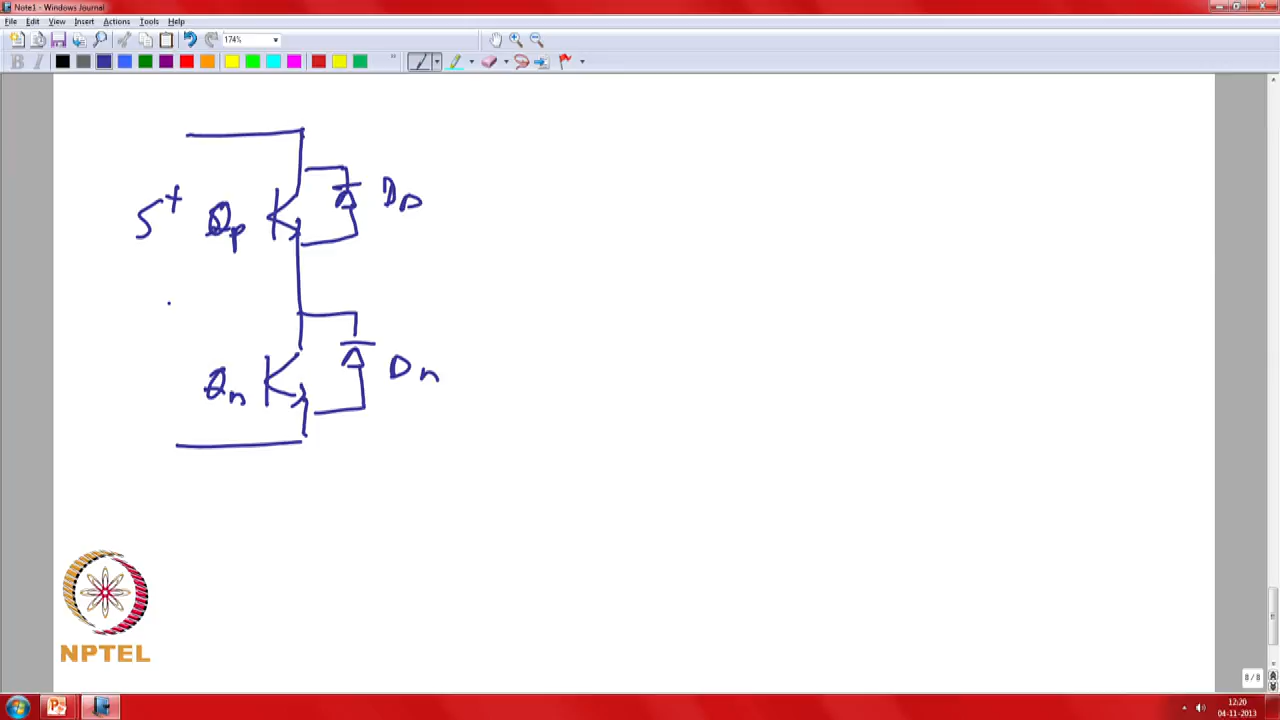 Note1 - Windows Journal
File Edit View Insert Actions Tools Help
174%
B I
S+ Qp Dp
Qn Dn
NPTEL
8 / 8
12:20
04-11-2013